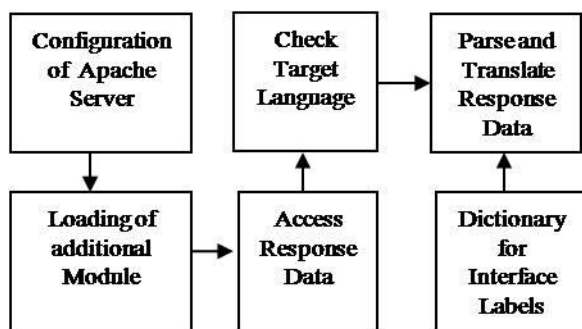 Configuration
of Apache
Server
Check
Target
Language
Parse and
Translate
Response
Data
Loading of
additional
Module
Access
Response
Data
Dictionary
for
Interface
Labels